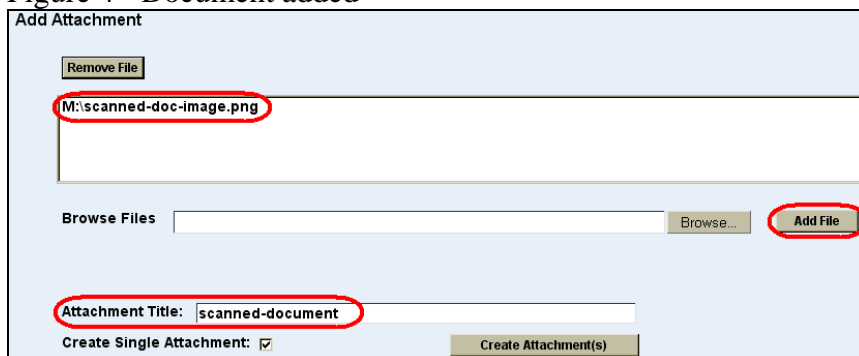 Add Attachment
Remove File
M:\scanned-doc-image.png
Browse Files Browse... Add File
Attachment Title: scanned-document
Create Single Attachment: Create Attachment(s)